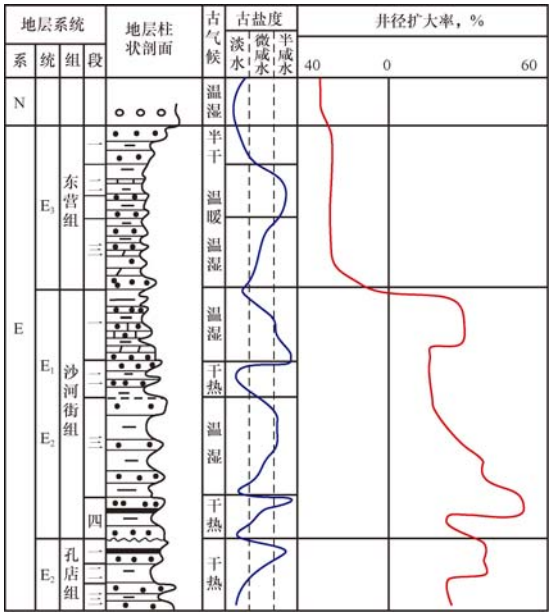 地层系统
地层柱
状剖面
古气候
古盐度
井径扩大率，%
系
统
组
段
淡水
微咸水
半咸水
40
0
60
N
温湿
半干
一
东营组
二
E₃
温暖
三
温湿
E
一
温湿
E₁
沙河街组
二
干热
E₂
三
温湿
四
干热
孔店组
一
E₂
二
干热
三